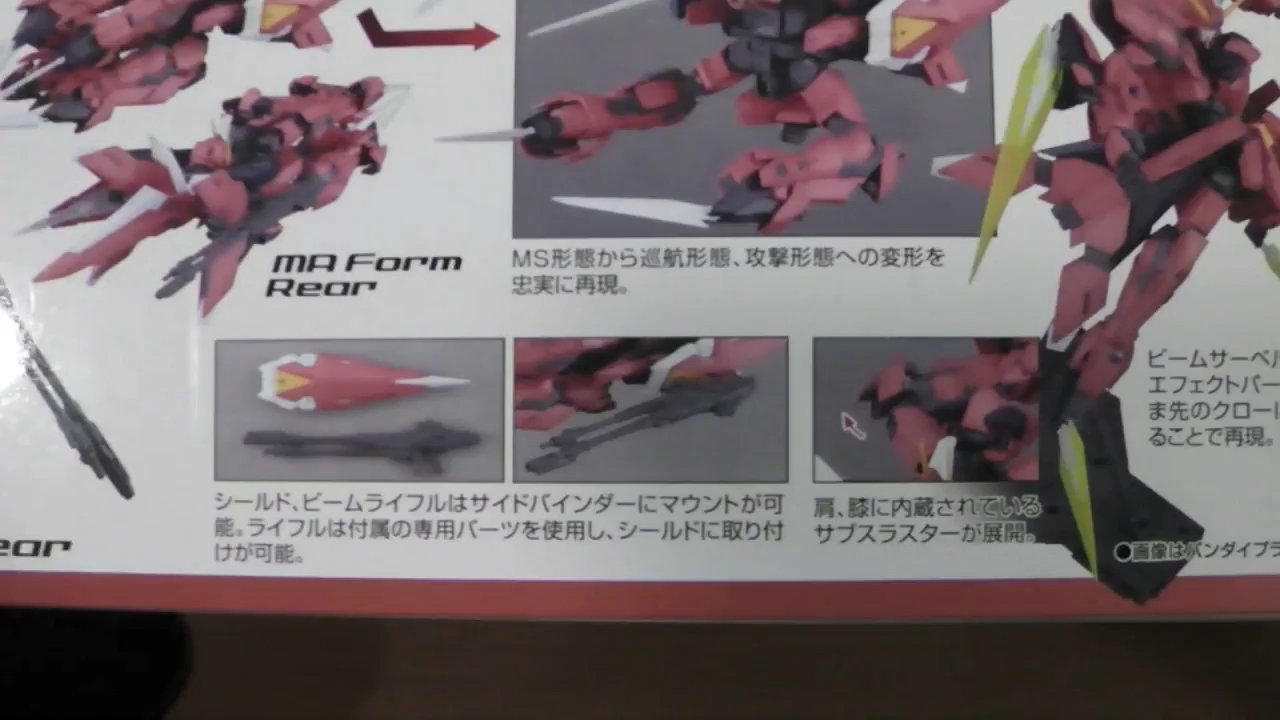 MA Form
Rear
MS形態から巡航形態、攻撃形態への変形を
忠実に再現。
シールド、ビームライフルはサイドバインダーにマウントが可
能。ライフルは付属の専用パーツを使用し、シールドに取り付
けが可能。
肩、膝に内蔵されている
サブスラスターが展開。
ビームサーベル
エフェクトパー
ま先のクロー
ることで再現。
●画像はバンダイプラ
ear